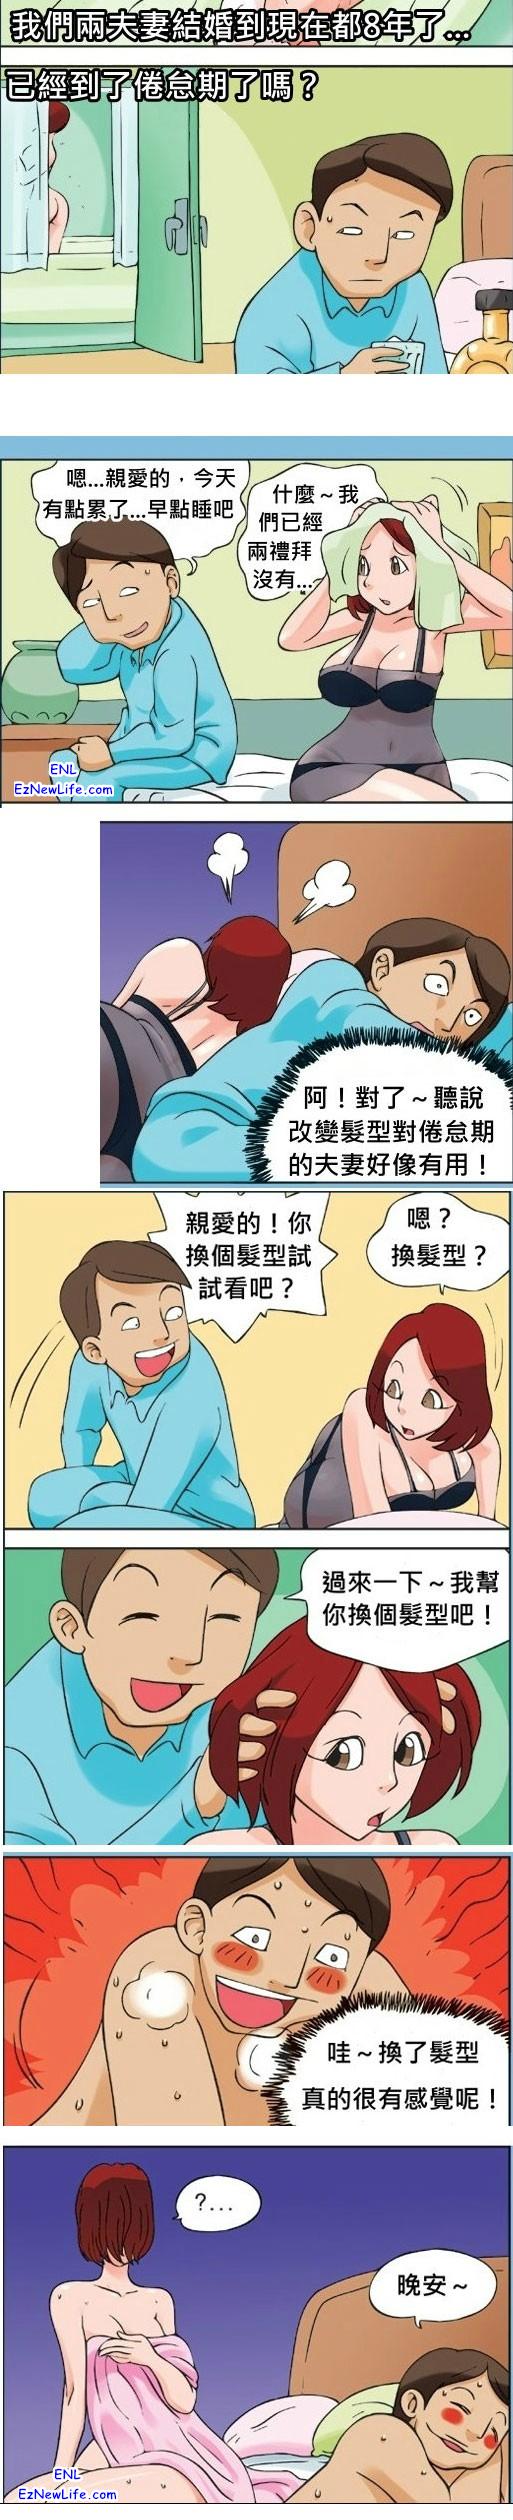 我們兩夫妻結婚到現在都8年了...
已經到了倦怠期了嗎？
嗯...親愛的，今天
有點累了...早點睡吧
什麼～我
們已經
兩禮拜
沒有...
ENL
EzNewLife.com
阿！對了～聽說
改變髮型對倦怠期
的夫妻好像有用！
親愛的！你
換個髮型試
試看吧？
嗯？
換髮型？
過來一下～我幫
你換個髮型吧！
哇～換了髮型
真的很有感覺呢！
?...
晚安～
ENL
EzNewLife.com